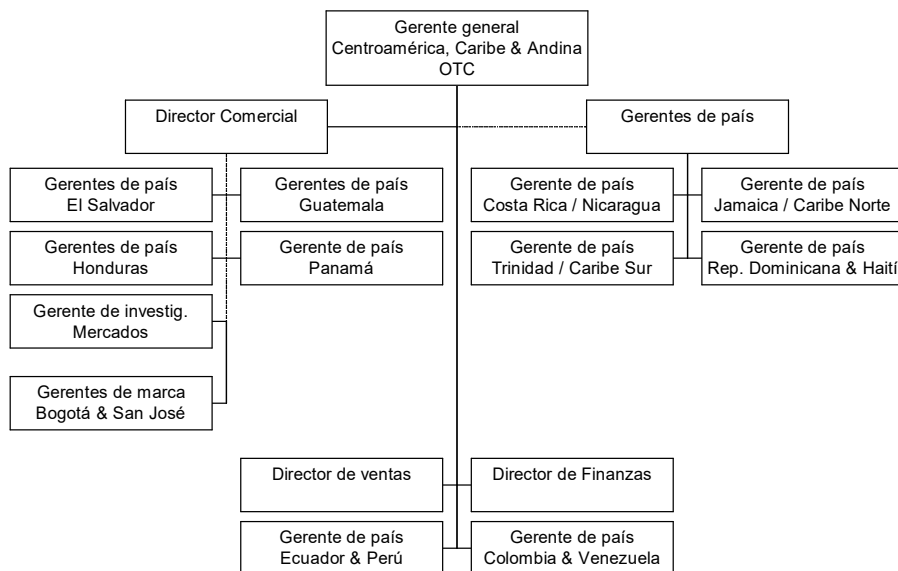 Gerente general
Centroamérica, Caribe & Andina
OTC
Director Comercial
Gerentes de país
Gerentes de país
El Salvador
Gerentes de país
Guatemala
Gerente de país
Costa Rica / Nicaragua
Gerente de país
Jamaica / Caribe Norte
Gerentes de país
Honduras
Gerente de país
Panamá
Gerente de país
Trinidad / Caribe Sur
Gerente de país
Rep. Dominicana & Haití
Gerente de investig.
Mercados
Gerentes de marca
Bogotá & San José
Director de ventas
Director de Finanzas
Gerente de país
Ecuador & Perú
Gerente de país
Colombia & Venezuela